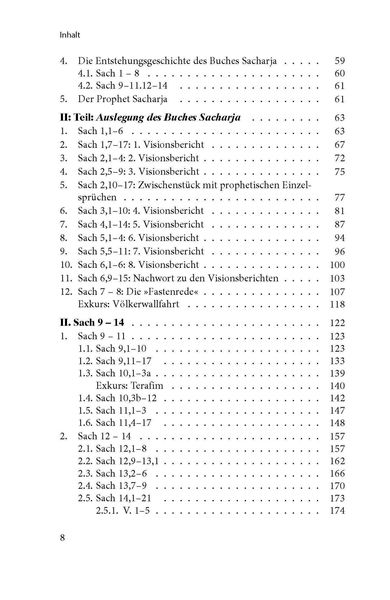 Inhalt
4. Die Entstehungsgeschichte des Buches Sacharja . . . . . 59
4.1. Sach 1 – 8 . . . . . . . . . . . . . . . . . . . . 60
4.2. Sach 9–11.12–14 . . . . . . . . . . . . . . . . 61
5. Der Prophet Sacharja . . . . . . . . . . . . . . . . 61
II: Teil: Auslegung des Buches Sacharja . . . . . . . . . 63
1. Sach 1,1–6 . . . . . . . . . . . . . . . . . . . . . . 63
2. Sach 1,7–17: 1. Visionsbericht . . . . . . . . . . . . . 67
3. Sach 2,1–4: 2. Visionsbericht . . . . . . . . . . . . . . 72
4. Sach 2,5–9: 3. Visionsbericht . . . . . . . . . . . . . . 75
5. Sach 2,10–17: Zwischenstück mit prophetischen Einzel-
sprüchen . . . . . . . . . . . . . . . . . . . . . . . 77
6. Sach 3,1–10: 4. Visionsbericht . . . . . . . . . . . . . 81
7. Sach 4,1–14: 5. Visionsbericht . . . . . . . . . . . . . 87
8. Sach 5,1–4: 6. Visionsbericht . . . . . . . . . . . . . . 94
9. Sach 5,5–11: 7. Visionsbericht . . . . . . . . . . . . . 96
10. Sach 6,1–6: 8. Visionsbericht . . . . . . . . . . . . . . 100
11. Sach 6,9–15: Nachwort zu den Visionsberichten . . . . . 103
12. Sach 7 – 8: Die »Fastenrede« . . . . . . . . . . . . . . 107
Exkurs: Völkerwallfahrt . . . . . . . . . . . . . . . . 118
II. Sach 9 – 14 . . . . . . . . . . . . . . . . . . . . . . 122
1. Sach 9 – 11 . . . . . . . . . . . . . . . . . . . . . . 123
1.1. Sach 9,1–10 . . . . . . . . . . . . . . . . . . . 123
1.2. Sach 9,11–17 . . . . . . . . . . . . . . . . . . 133
1.3. Sach 10,1–3a . . . . . . . . . . . . . . . . . . 139
Exkurs: Terafim . . . . . . . . . . . . . . . . . 140
1.4. Sach 10,3b–12 . . . . . . . . . . . . . . . . . . 142
1.5. Sach 11,1–3 . . . . . . . . . . . . . . . . . . . 147
1.6. Sach 11,4–17 . . . . . . . . . . . . . . . . . . 148
2. Sach 12 – 14 . . . . . . . . . . . . . . . . . . . . . 157
2.1. Sach 12,1–8 . . . . . . . . . . . . . . . . . . . 157
2.2. Sach 12,9–13,1 . . . . . . . . . . . . . . . . . . 162
2.3. Sach 13,2–6 . . . . . . . . . . . . . . . . . . . 166
2.4. Sach 13,7–9 . . . . . . . . . . . . . . . . . . . 170
2.5. Sach 14,1–21 . . . . . . . . . . . . . . . . . . 173
2.5.1. V. 1–5 . . . . . . . . . . . . . . . . . . . 174
8